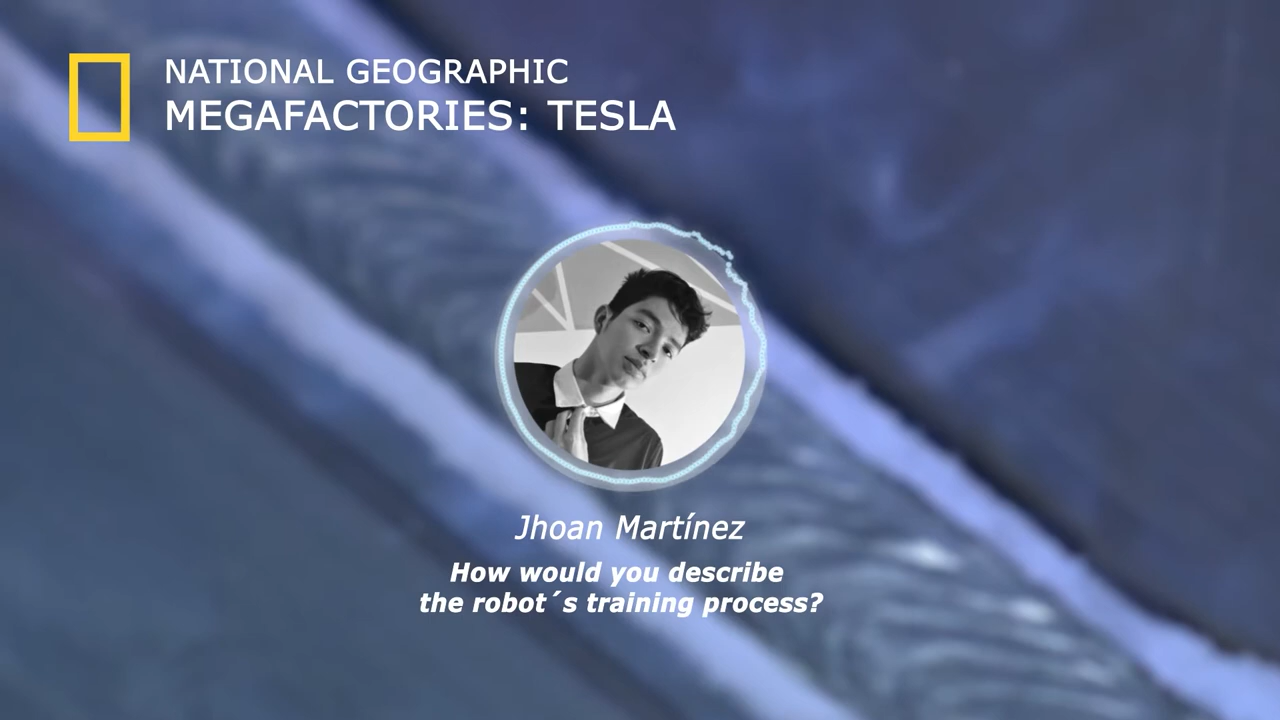 NATIONAL GEOGRAPHIC
MEGAFACTORIES: TESLA
Jhoan Martínez
How would you describe
the robot´s training process?